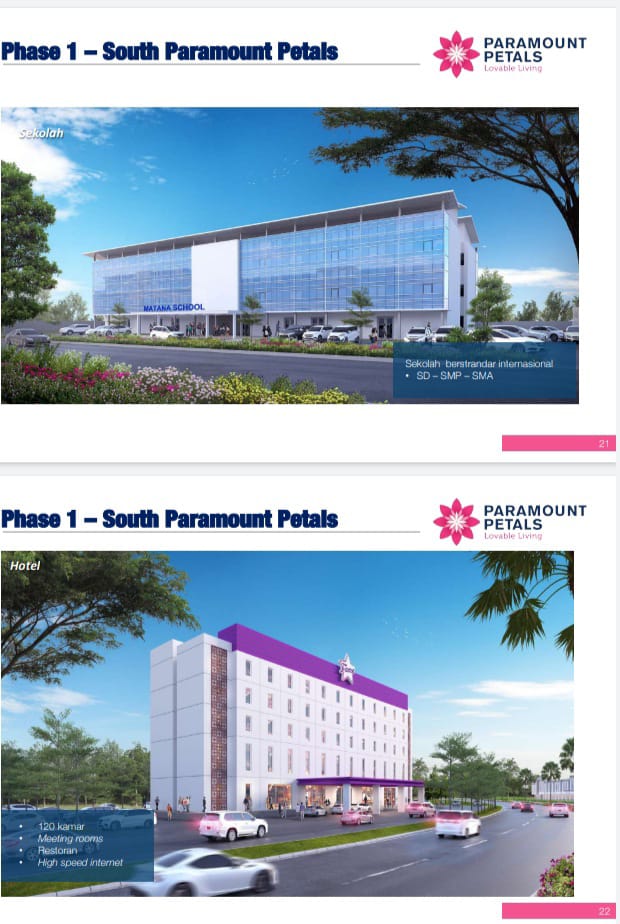 Phase 1 – South Paramount Petals
PARAMOUNT
PETALS
Lovable Living
Sekolah
MATANA SCHOOL
Sekolah berstrandar internasional
• SD – SMP – SMA
21
Phase 1 – South Paramount Petals
PARAMOUNT
PETALS
Lovable Living
Hotel
• 120 kamar
• Meeting rooms
• Restoran
• High speed internet
22